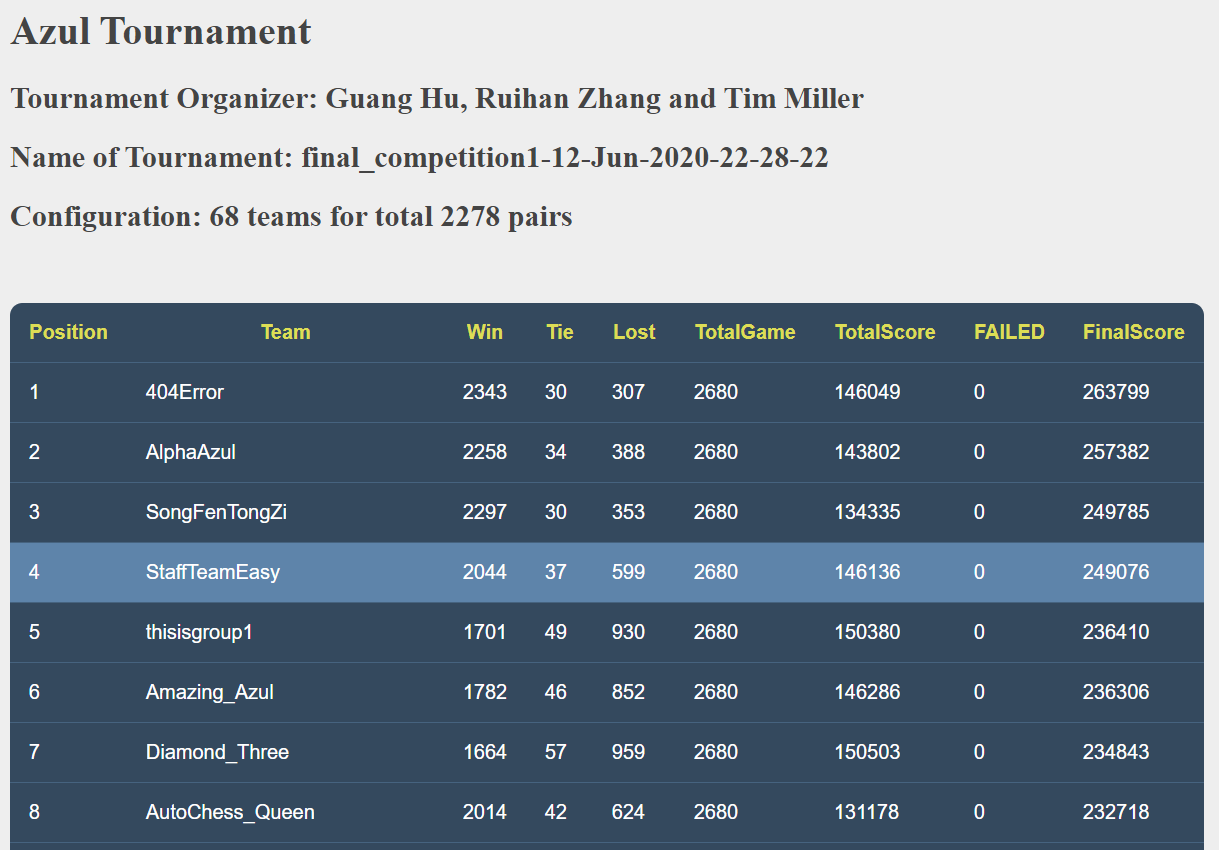 Azul Tournament
Tournament Organizer: Guang Hu, Ruihan Zhang and Tim Miller
Name of Tournament: final_competition1-12-Jun-2020-22-28-22
Configuration: 68 teams for total 2278 pairs
Position Team Win Tie Lost TotalGame TotalScore FAILED FinalScore
1 404Error 2343 30 307 2680 146049 0 263799
2 AlphaAzul 2258 34 388 2680 143802 0 257382
3 SongFenTongZi 2297 30 353 2680 134335 0 249785
4 StaffTeamEasy 2044 37 599 2680 146136 0 249076
5 thisisgroup1 1701 49 930 2680 150380 0 236410
6 Amazing_Azul 1782 46 852 2680 146286 0 236306
7 Diamond_Three 1664 57 959 2680 150503 0 234843
8 AutoChess_Queen 2014 42 624 2680 131178 0 232718